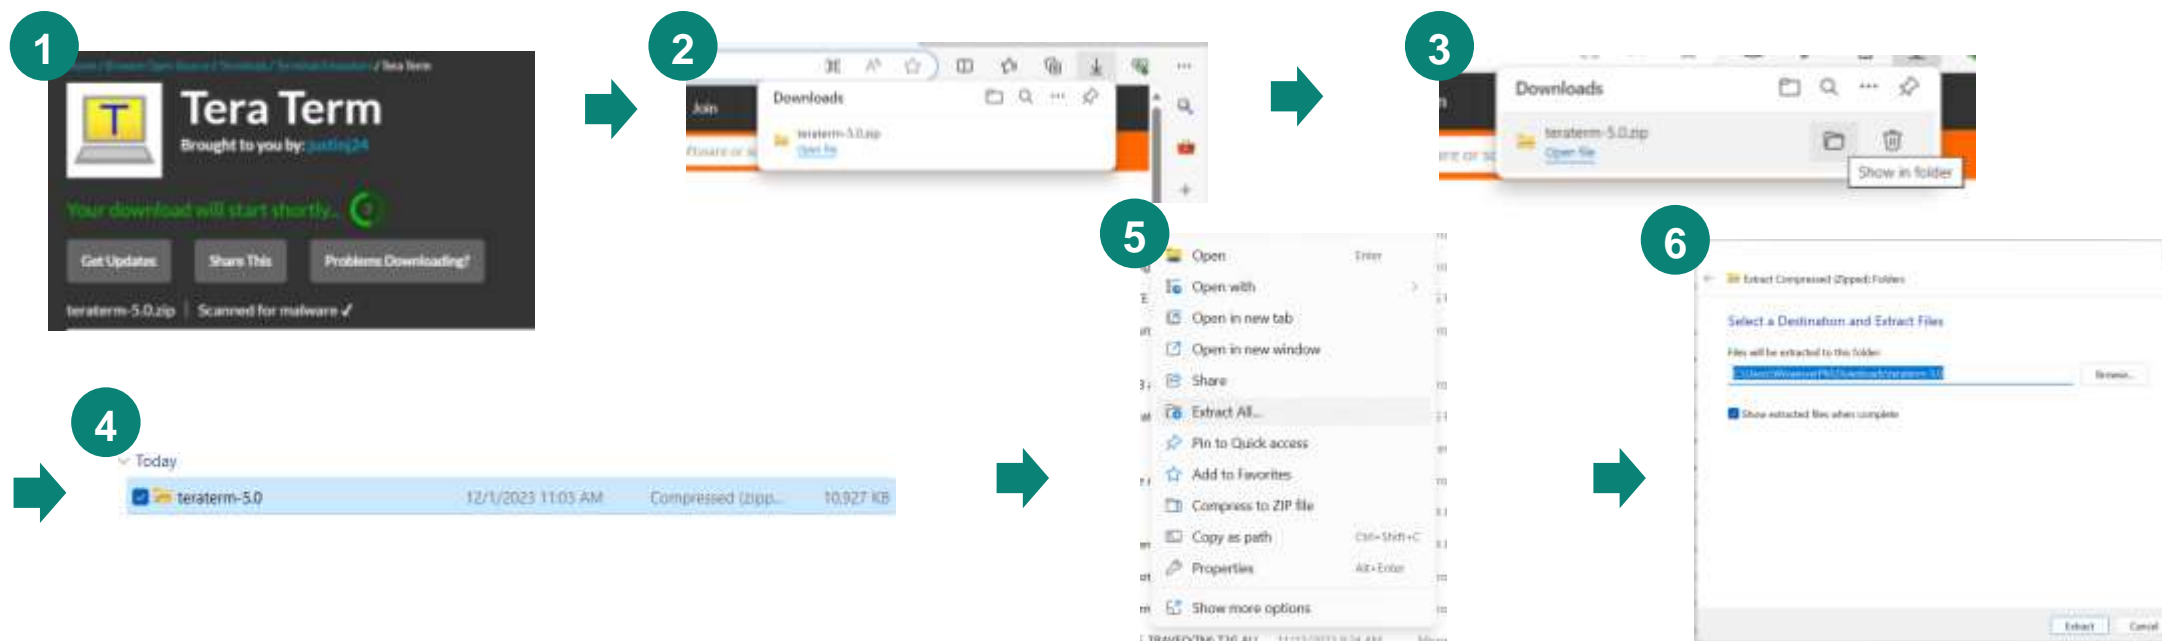 1
/ Tera Term
T
Tera Term
Brought to you by: justinj24
Your download will start shortly... 3
Get Updates
Share This
Problems Downloading?
teraterm-5.0.zip | Scanned for malware ✓
2
Join
Downloads
teraterm-5.0.zip
Open file
3
Downloads
teraterm-5.0.zip
Open file
Show in folder
4
Today
teraterm-5.0 12/1/2023 11:03 AM Compressed (zipp... 10,927 KB
5
Open Enter
Open with
Open in new tab
Open in new window
Share
Extract All...
Pin to Quick access
Add to Favorites
Compress to ZIP file
Copy as path Ctrl+Shift+C
Properties Alt+Enter
Show more options
6
Extract Compressed (Zipped) Folders
Select a Destination and Extract Files
Files will be extracted to this folder:
Browse...
Show extracted files when complete
Extract
Cancel